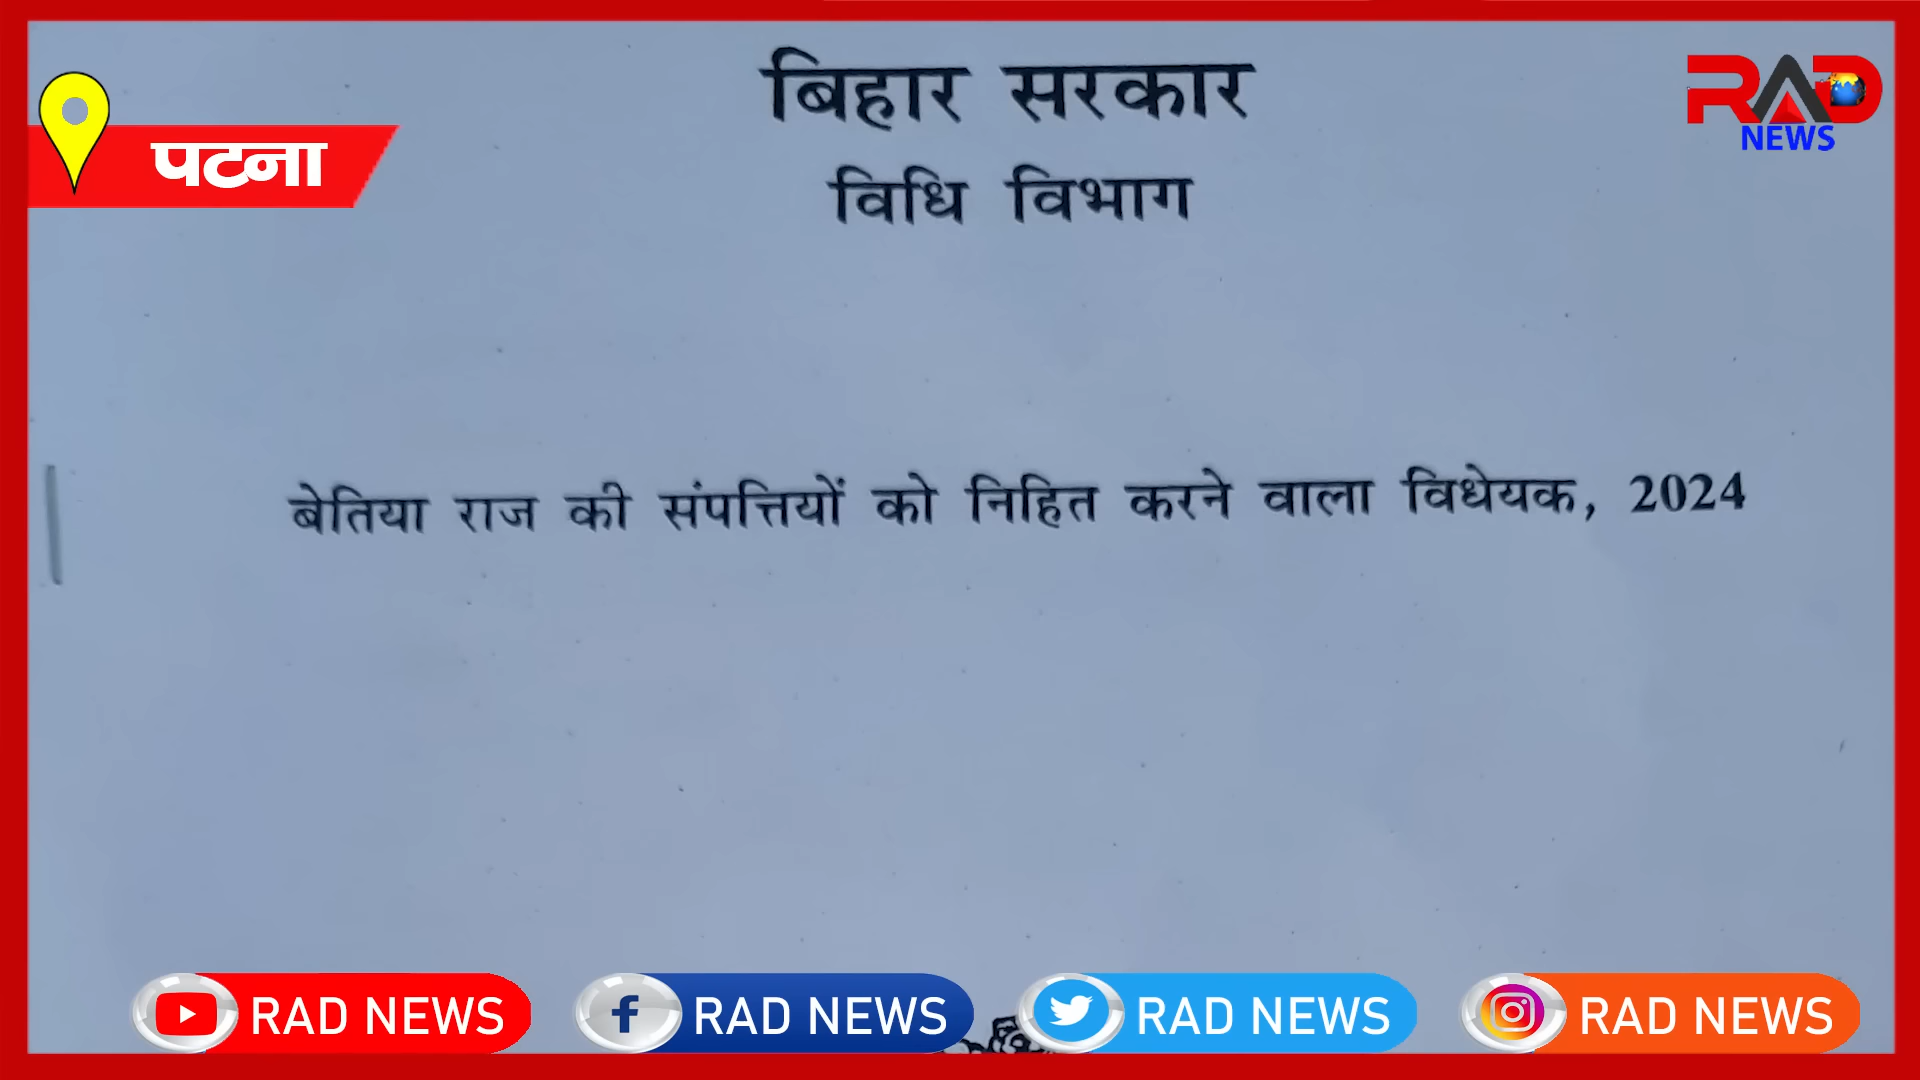 बिहार सरकार
RAD
NEWS
पटना
विधि विभाग
बेतिया राज की संपत्तियों को निहित करने वाला विधेयक, 2024
RAD NEWS
RAD NEWS
RAD NEWS
RAD NEWS